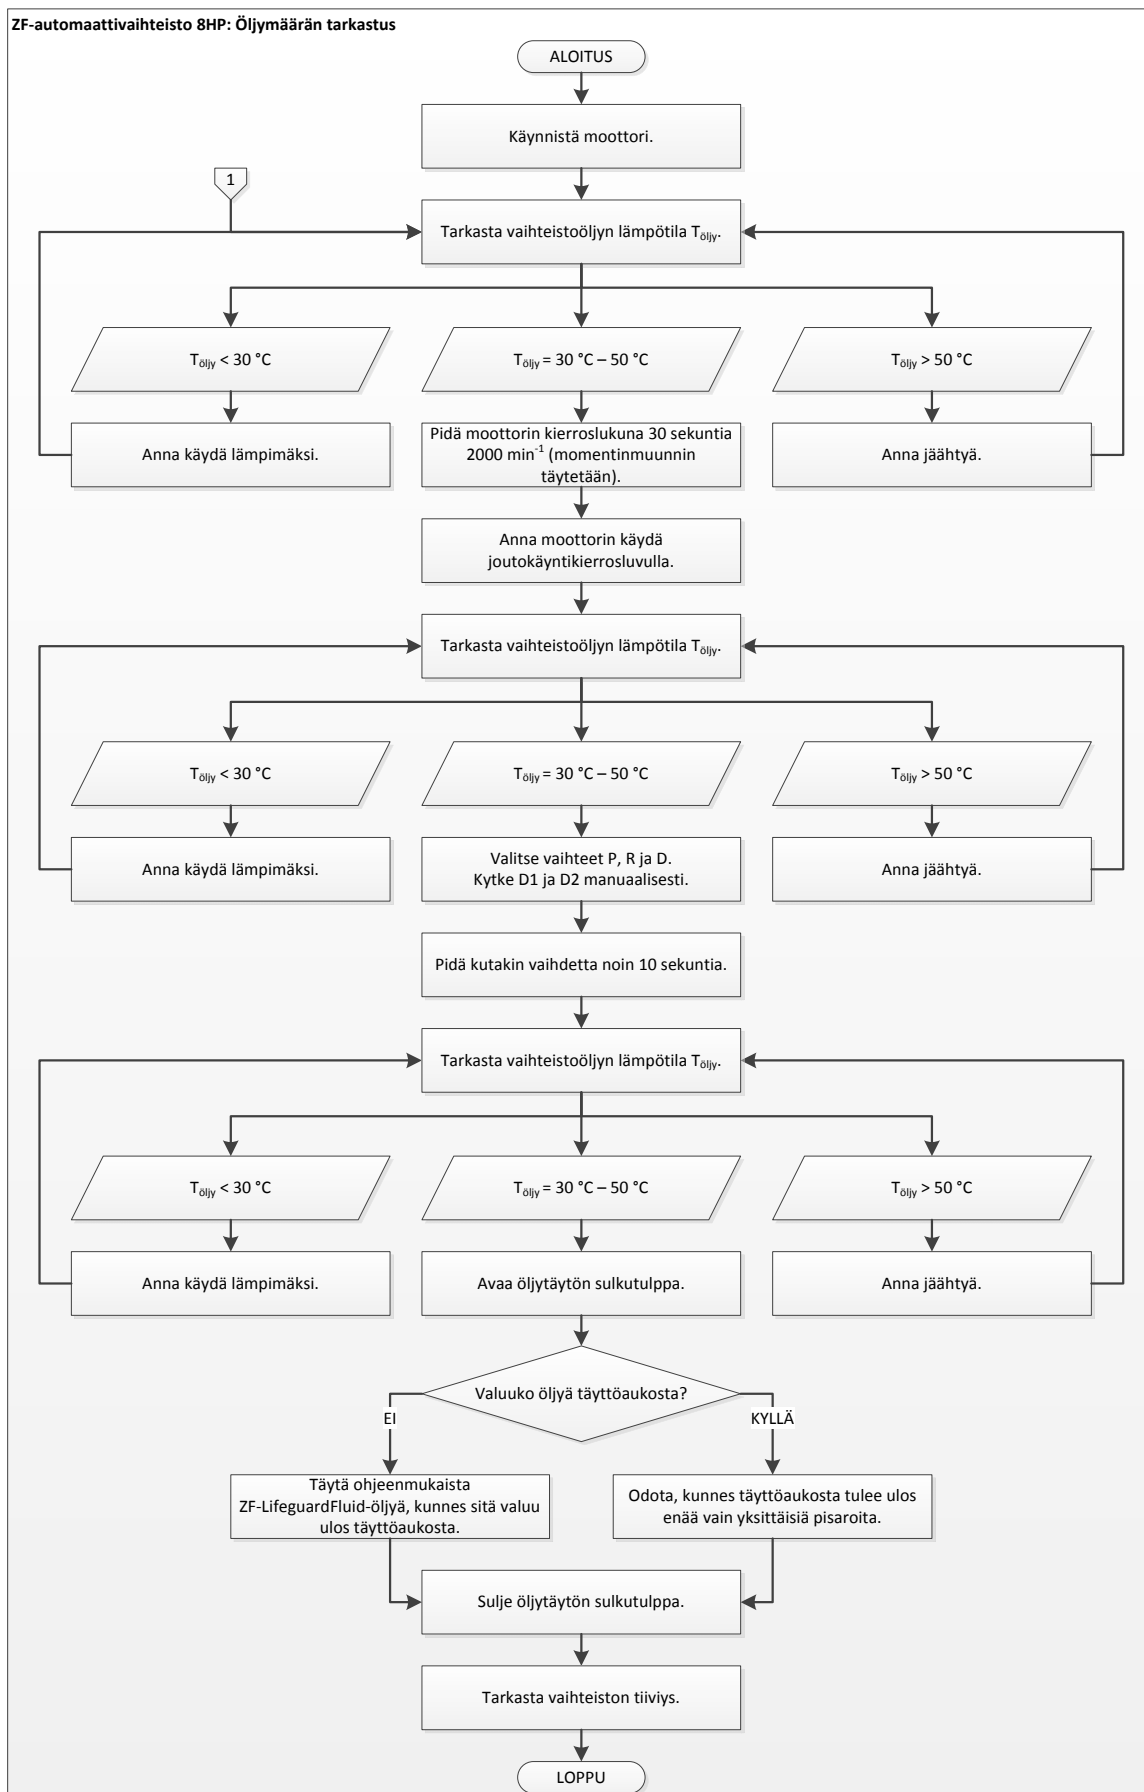 ZF-automaattivaihteisto 8HP: Öljymäärän tarkastus
ALOITUS
Käynnistä moottori.
1
Tarkasta vaihteistoöljyn lämpötila Töljy.
Töljy < 30 °C
Töljy = 30 °C – 50 °C
Töljy > 50 °C
Anna käydä lämpimäksi.
Pidä moottorin kierroslukuna 30 sekuntia
2000 min-1 (momentinmuunnin
täytetään).
Anna jäähtyä.
Anna moottorin käydä
joutokäyntikierrosluvulla.
Tarkasta vaihteistoöljyn lämpötila Töljy.
Töljy < 30 °C
Töljy = 30 °C – 50 °C
Töljy > 50 °C
Anna käydä lämpimäksi.
Valitse vaihteet P, R ja D.
Kytke D1 ja D2 manuaalisesti.
Anna jäähtyä.
Pidä kutakin vaihdetta noin 10 sekuntia.
Tarkasta vaihteistoöljyn lämpötila Töljy.
Töljy < 30 °C
Töljy = 30 °C – 50 °C
Töljy > 50 °C
Anna käydä lämpimäksi.
Avaa öljytäytön sulkutulppa.
Anna jäähtyä.
Valuuko öljyä täyttöaukosta?
EI
KYLLÄ
Täytä ohjeenmukaista
ZF-LifeguardFluid-öljyä, kunnes sitä valuu
ulos täyttöaukosta.
Odota, kunnes täyttöaukosta tulee ulos
enää vain yksittäisiä pisaroita.
Sulje öljytäytön sulkutulppa.
Tarkasta vaihteiston tiiviys.
LOPPU